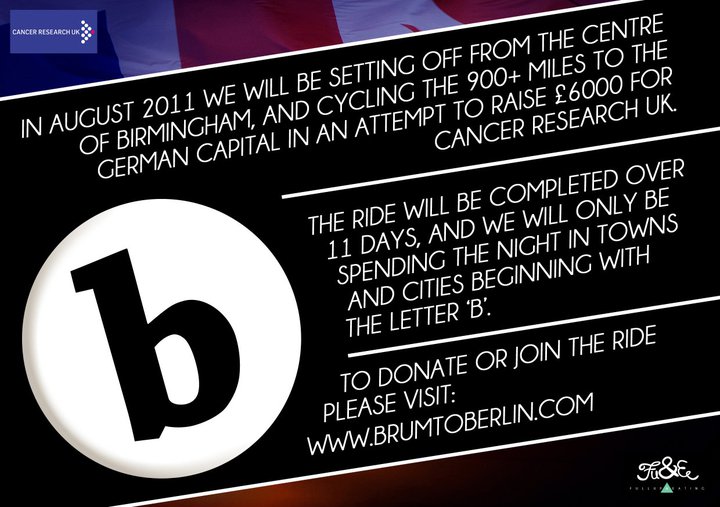 CANCER RESEARCH UK
IN AUGUST 2011 WE WILL BE SETTING OFF FROM THE CENTRE
OF BIRMINGHAM, AND CYCLING THE 900+ MILES TO THE
GERMAN CAPITAL IN AN ATTEMPT TO RAISE £6000 FOR
CANCER RESEARCH UK.
THE RIDE WILL BE COMPLETED OVER
11 DAYS, AND WE WILL ONLY BE
SPENDING THE NIGHT IN TOWNS
AND CITIES BEGINNING WITH
THE LETTER ‘B’.
b
TO DONATE OR JOIN THE RIDE
PLEASE VISIT:
WWW.BRUMTOBERLIN.COM
Fu&Ee